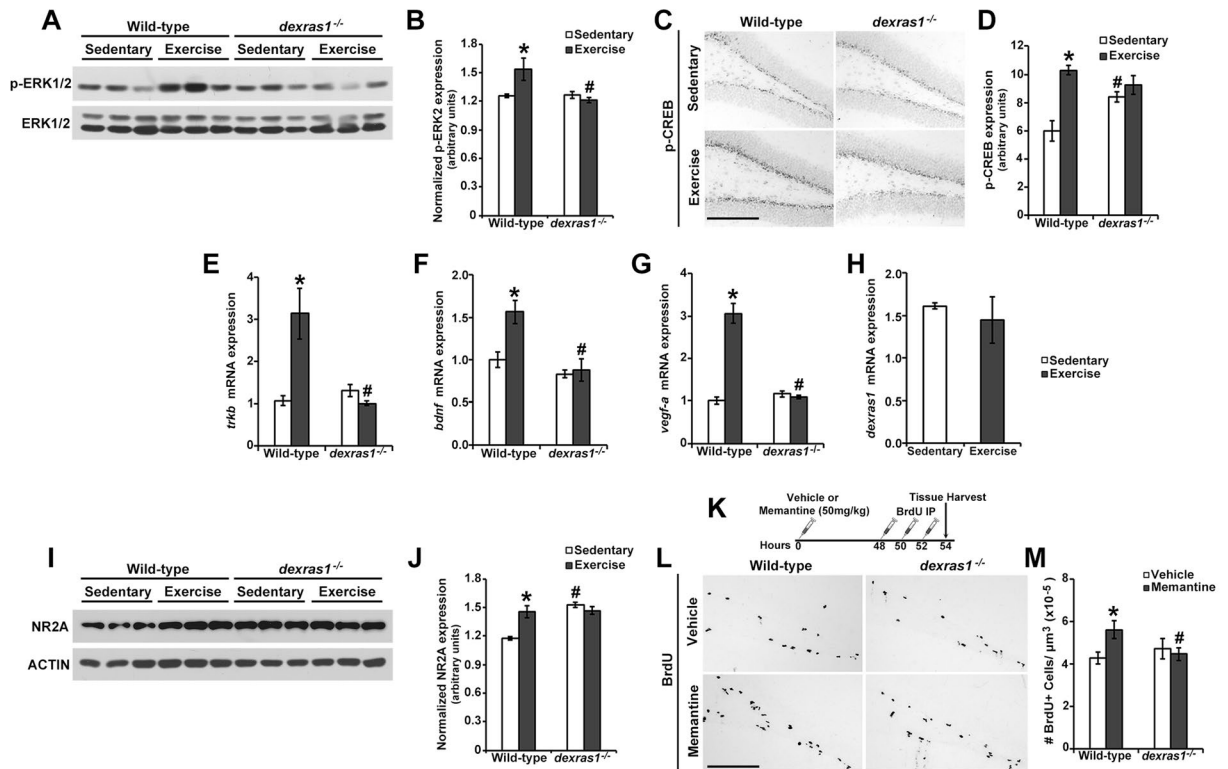 A
Wild-type
dexras1-/-
Sedentary
Exercise
Sedentary
Exercise
p-ERK1/2
ERK1/2
B
Sedentary
Exercise
Normalized p-ERK2 expression
(arbitrary units)
1.8
1.5
1.2
0.9
0.6
0.3
0
*
#
Wild-type
dexras1-/-
C
Wild-type
dexras1-/-
p-CREB
Sedentary
Exercise
D
Sedentary
Exercise
p-CREB expression
(arbitrary units)
12
10
8
6
4
2
0
*
#
Wild-type
dexras1-/-
E
trkb mRNA expression
4
3
2
1
0
*
#
Wild-type
dexras1-/-
F
bdnf mRNA expression
2.0
1.5
1.0
0.5
0.0
*
#
Wild-type
dexras1-/-
G
vegf-a mRNA expression
4
3
2
1
0
*
#
Wild-type
dexras1-/-
H
dexras1 mRNA expression
2.0
1.5
1.0
0.5
0.0
Sedentary
Exercise
Sedentary
Exercise
I
Wild-type
dexras1-/-
Sedentary
Exercise
Sedentary
Exercise
NR2A
ACTIN
J
Sedentary
Exercise
Normalized NR2A expression
(arbitrary units)
1.8
1.5
1.2
0.9
0.6
0.3
0
*
#
Wild-type
dexras1-/-
K
Vehicle or
Memantine (50mg/kg)
Tissue Harvest
BrdU IP
Hours
0
48
50
52
54
L
Wild-type
dexras1-/-
BrdU
Vehicle
Memantine
M
Vehicle
Memantine
# BrdU+ Cells/ µm3 (x10-5)
8
6
4
2
0
*
#
Wild-type
dexras1-/-